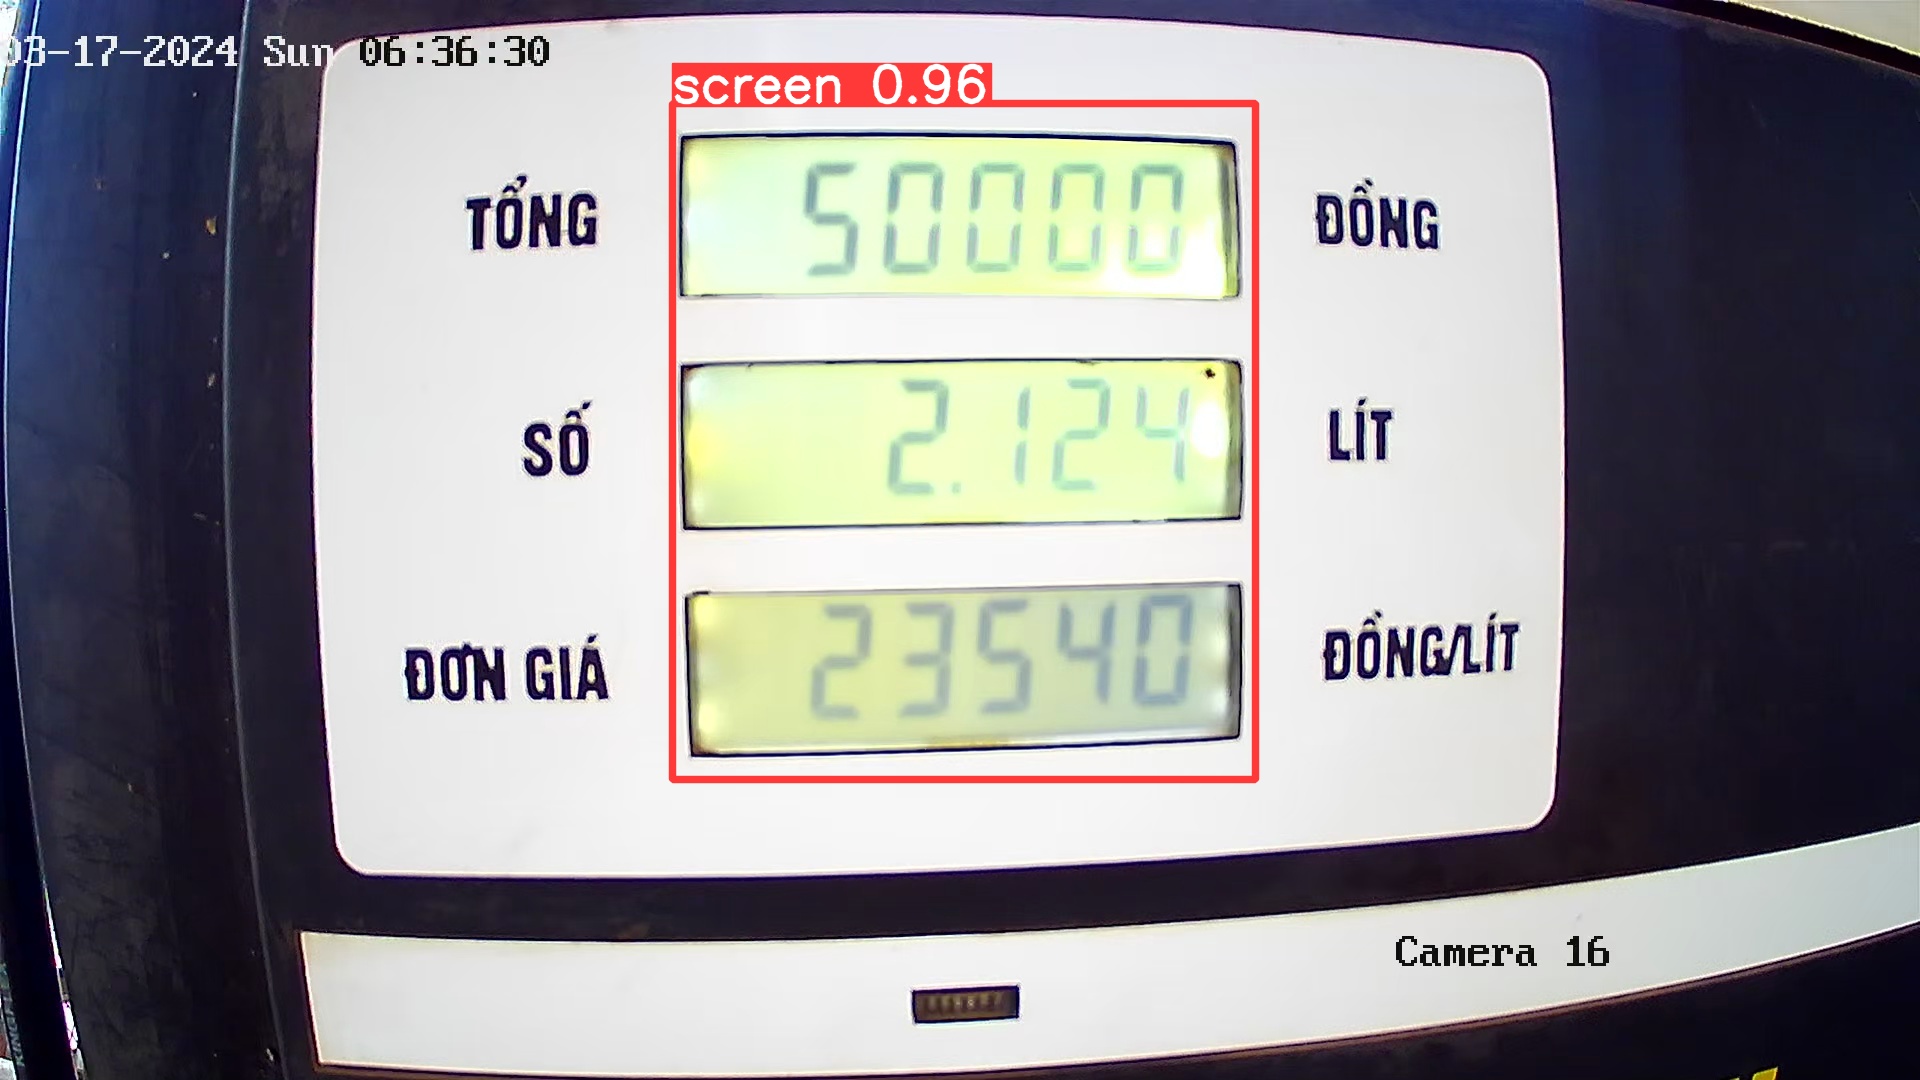 03-17-2024 Sun 06:36:30
screen 0.96
TỔNG 50000 ĐỒNG
SỐ 2.124 LÍT
ĐƠN GIÁ 23540 ĐỒNG/LÍT
Camera 16